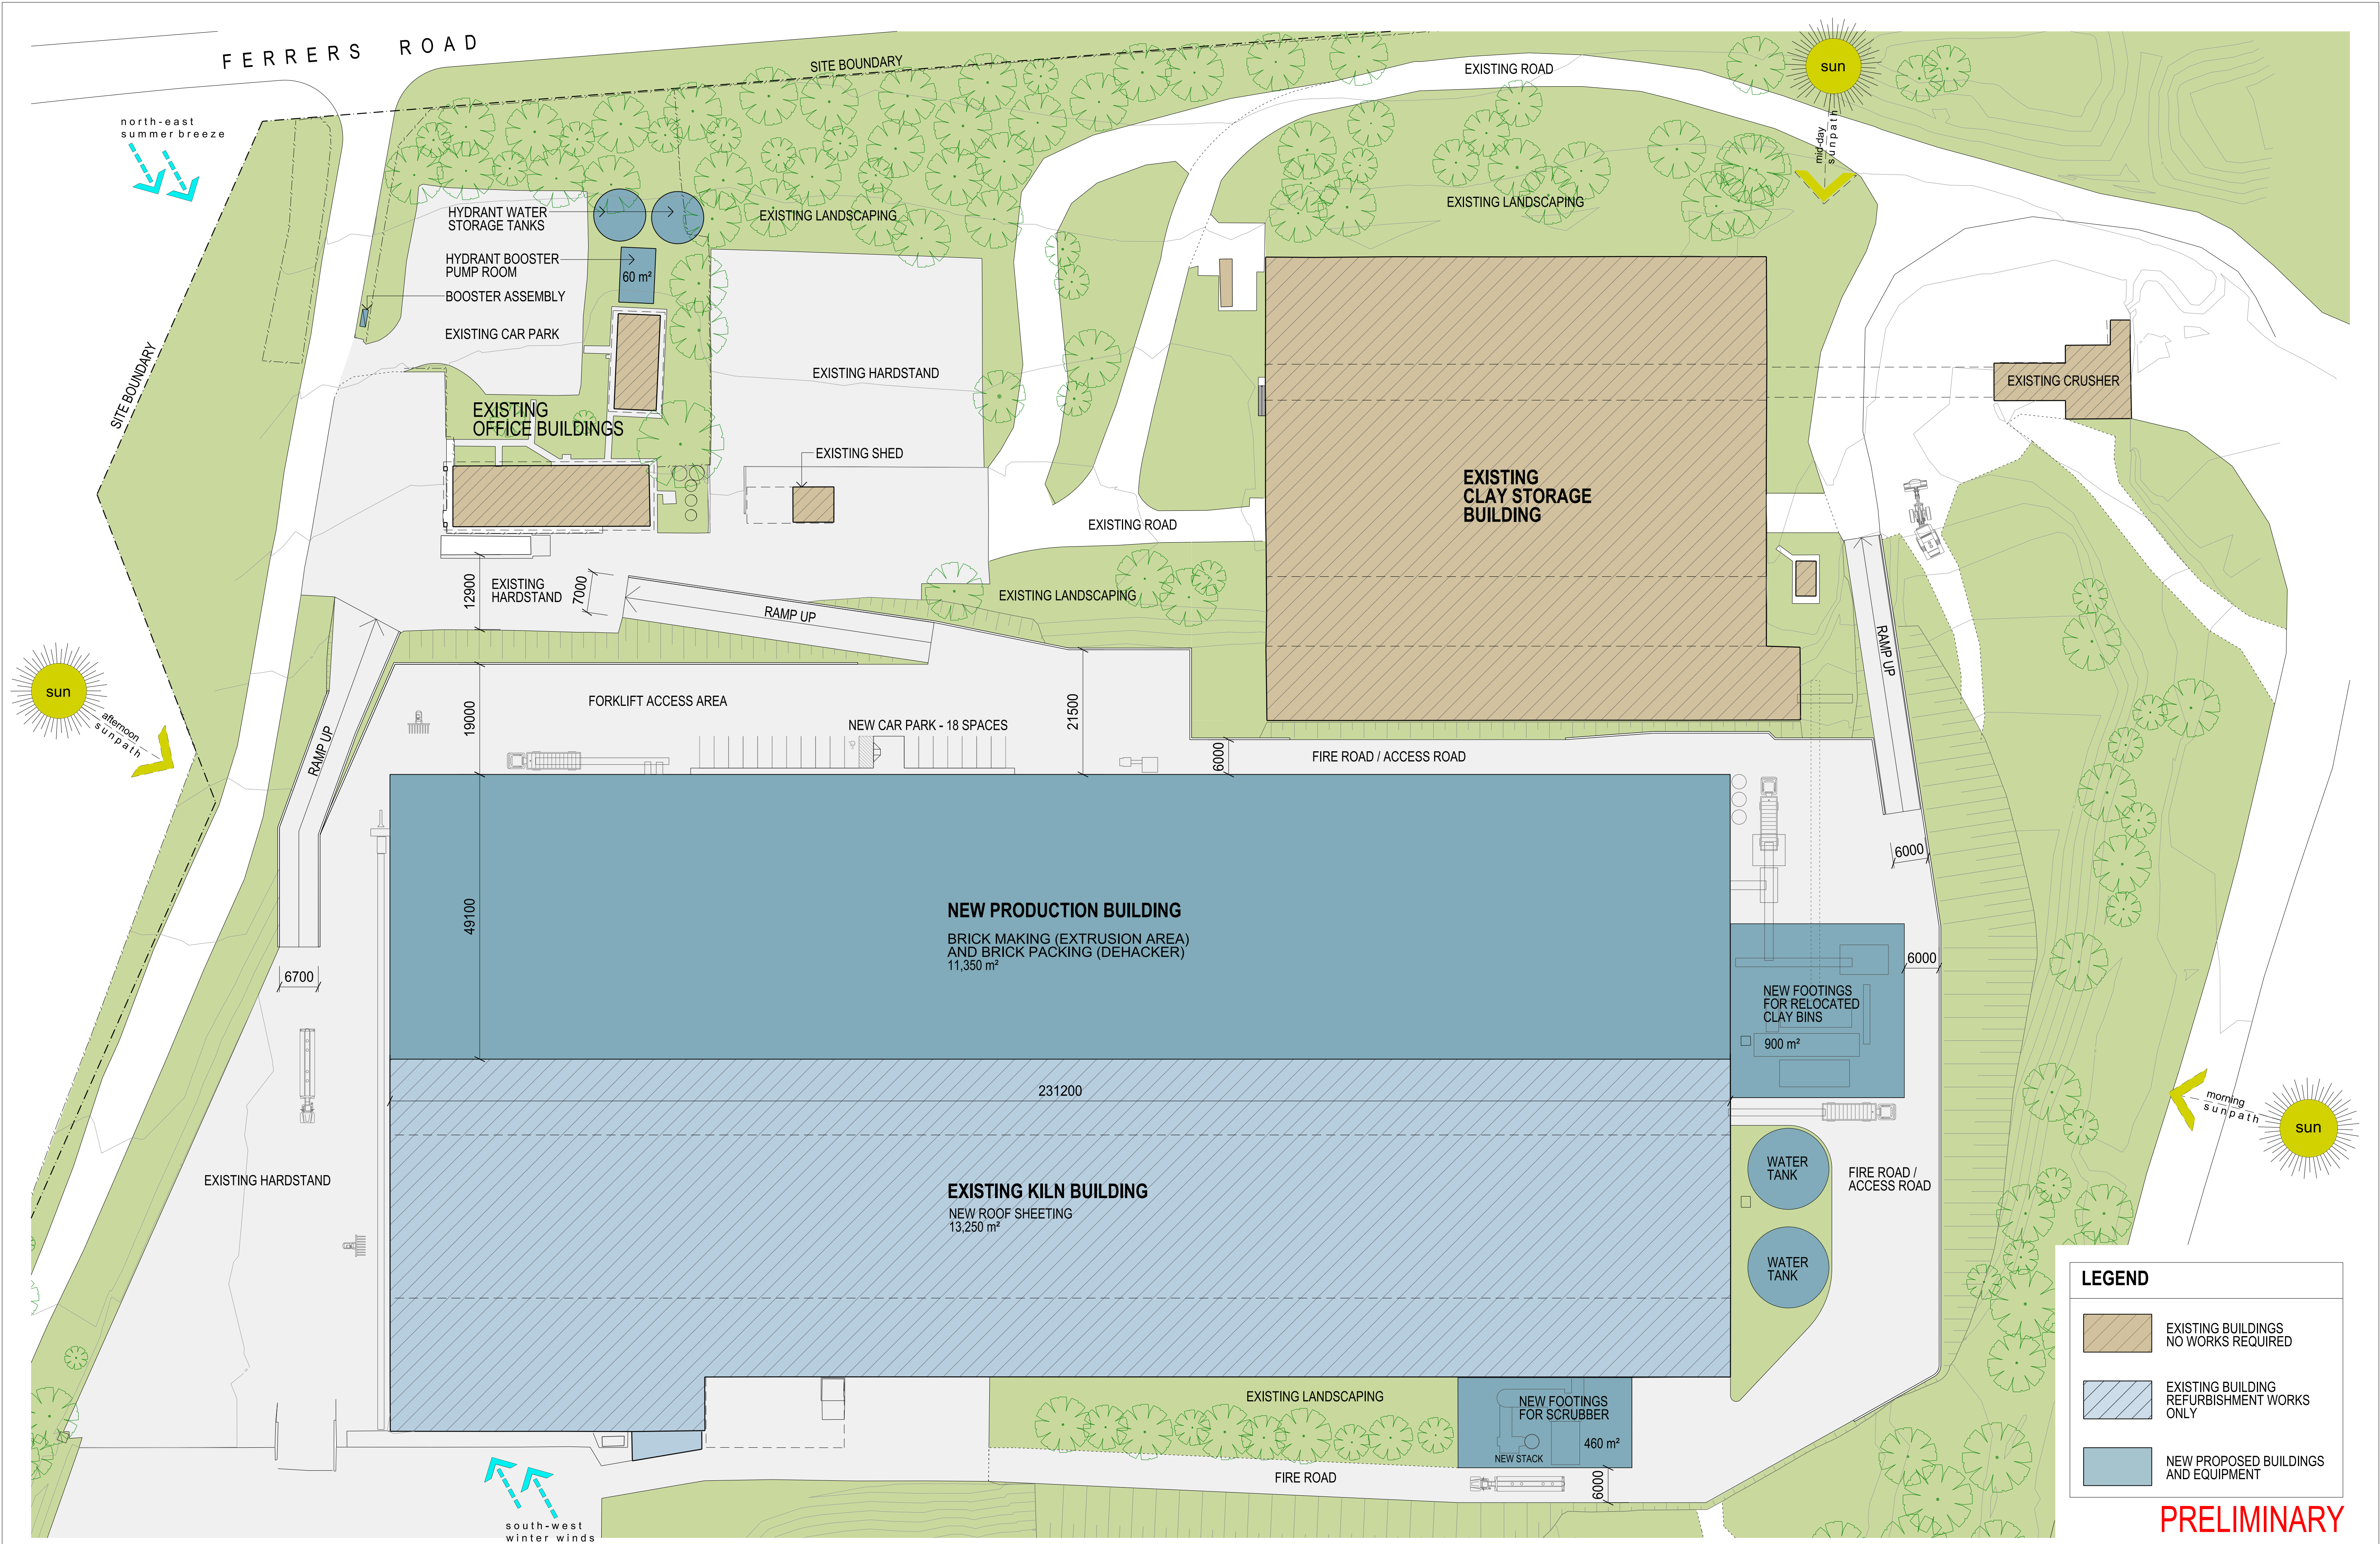 FERRERS ROAD
SITE BOUNDARY
EXISTING ROAD
sun
mid-day
sunpath
north-east
summer breeze
HYDRANT WATER
STORAGE TANKS
EXISTING LANDSCAPING
EXISTING LANDSCAPING
HYDRANT BOOSTER
PUMP ROOM
60 m²
BOOSTER ASSEMBLY
EXISTING CAR PARK
SITE BOUNDARY
EXISTING HARDSTAND
EXISTING CRUSHER
EXISTING
OFFICE BUILDINGS
EXISTING SHED
EXISTING
CLAY STORAGE
BUILDING
EXISTING ROAD
12900
EXISTING
HARDSTAND
7000
RAMP UP
EXISTING LANDSCAPING
RAMP UP
sun
afternoon
sunpath
RAMP UP
19000
FORKLIFT ACCESS AREA
NEW CAR PARK - 18 SPACES
21500
6000
FIRE ROAD / ACCESS ROAD
6000
49100
NEW PRODUCTION BUILDING
BRICK MAKING (EXTRUSION AREA)
AND BRICK PACKING (DEHACKER)
11,350 m²
6700
6000
NEW FOOTINGS
FOR RELOCATED
CLAY BINS
900 m²
231200
morning
sunpath
sun
EXISTING HARDSTAND
EXISTING KILN BUILDING
NEW ROOF SHEETING
13,250 m²
WATER
TANK
FIRE ROAD /
ACCESS ROAD
WATER
TANK
EXISTING LANDSCAPING
NEW FOOTINGS
FOR SCRUBBER
460 m²
NEW STACK
FIRE ROAD
6000
south-west
winter winds
LEGEND
EXISTING BUILDINGS
NO WORKS REQUIRED
EXISTING BUILDING
REFURBISHMENT WORKS
ONLY
NEW PROPOSED BUILDINGS
AND EQUIPMENT
PRELIMINARY